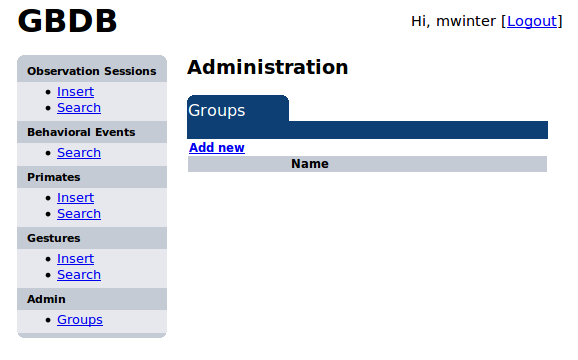 GBDB
Hi, mwinter [Logout]
Observation Sessions
Insert
Search
Behavioral Events
Search
Primates
Insert
Search
Gestures
Insert
Search
Admin
Groups
Administration
Groups
Add new
Name